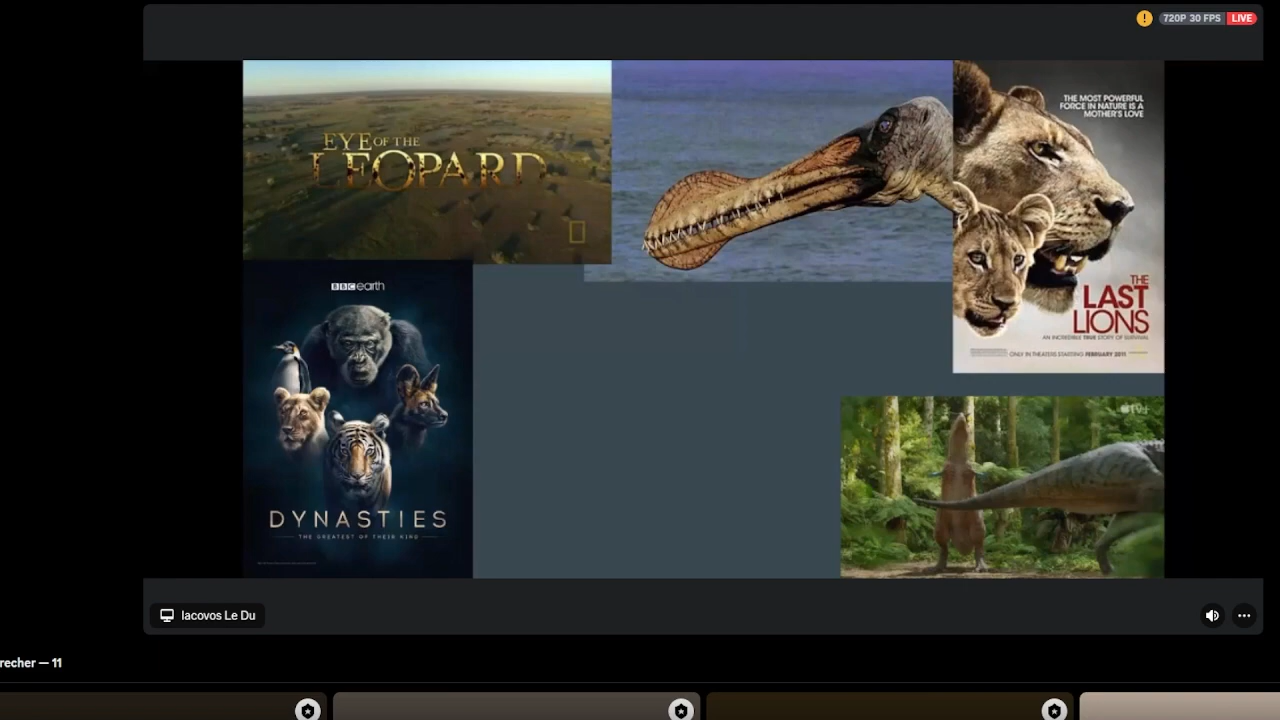 720P 30 FPS LIVE
EYE OF THE
LEOPARD
THE MOST POWERFUL
FORCE IN NATURE IS A
MOTHER'S LOVE
THE
LAST
LIONS
AN INCREDIBLE TRUE STORY OF SURVIVAL
ONLY IN THEATERS STARTING FEBRUARY 2011
BBC earth
DYNASTIES
THE GREATEST OF THEIR KIND
tv+
Iacovos Le Du
recher — 11